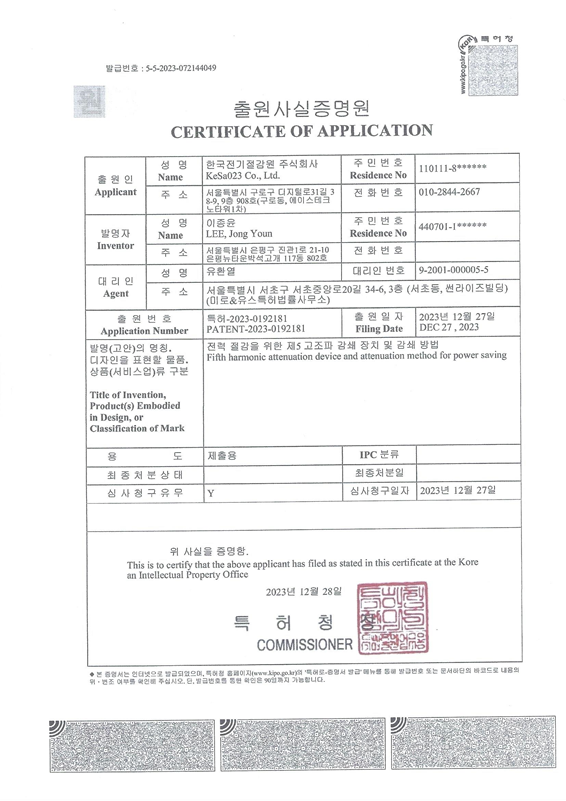 특허청
www.kipo.go.kr
발급번호 : 5-5-2023-072144049
원
출원사실증명원
CERTIFICATE OF APPLICATION
출원인
Applicant
성 명
Name
한국전기절감원 주식회사
KeSa023 Co., Ltd.
주민번호
Residence No
110111-8******
주 소
서울특별시 구로구 디지털로31길 3
8-9, 9층 908호(구로동, 에이스테크
노타워1차)
전화번호
010-2844-2667
발명자
Inventor
성 명
Name
이종윤
LEE, Jong Youn
주민번호
Residence No
440701-1******
주 소
서울특별시 은평구 진관1로 21-10
은평뉴타운박석고개 117동 802호
전화번호
대리인
Agent
성 명
유환열
대리인 번호
9-2001-000005-5
주 소
서울특별시 서초구 서초중앙로20길 34-6, 3층 (서초동, 썬라이즈빌딩)
(미로&유스특허법률사무소)
출원번호
Application Number
특허-2023-0192181
PATENT-2023-0192181
출원일자
Filing Date
2023년 12월 27일
DEC 27 , 2023
발명(고안)의 명칭,
디자인을 표현할 물품,
상품(서비스업)류 구분
Title of Invention,
Product(s) Embodied
in Design, or
Classification of Mark
전력 절감을 위한 제5 고조파 감쇄 장치 및 감쇄 방법
Fifth harmonic attenuation device and attenuation method for power saving
용 도
제출용
IPC 분류
최종처분상태
최종처분일
심사청구유무
Y
심사청구일자
2023년 12월 27일
위 사실을 증명함.
This is to certify that the above applicant has filed as stated in this certificate at the Kore
an Intellectual Property Office
2023년 12월 28일
특 허 청 장
COMMISSIONER
◆ 본 증명서는 인터넷으로 발급되었으며, 특허청 홈페이지(www.kipo.go.kr)의 '특허로-증명서 발급' 메뉴를 통해 발급번호 또는 문서하단의 바코드로 내용의
위·변조 여부를 확인해 주십시오. 단, 발급번호를 통한 확인은 90일까지 가능합니다.